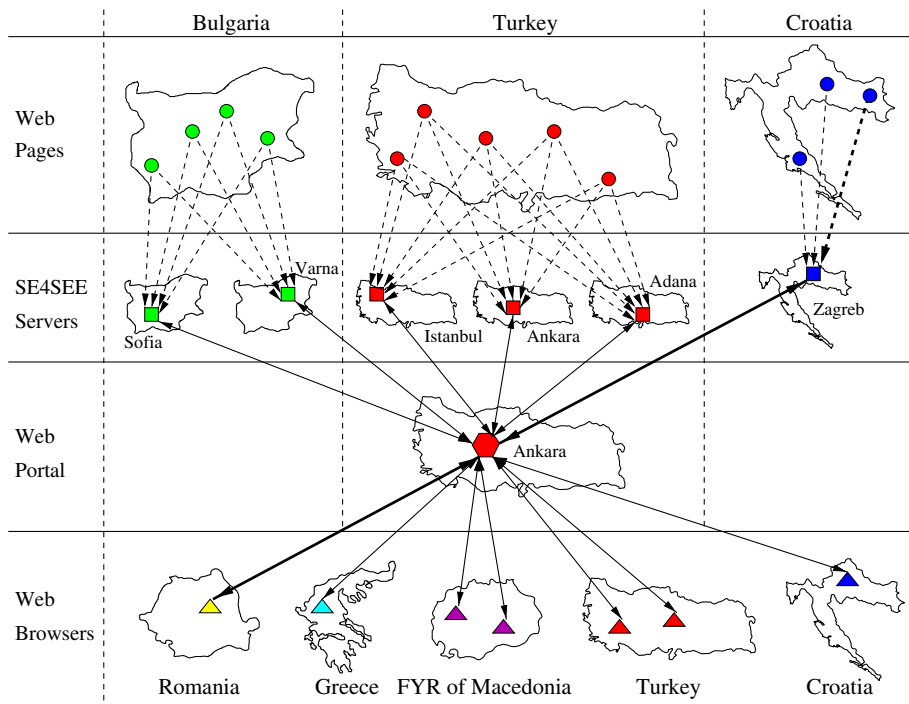 Bulgaria
Turkey
Croatia
Web
Pages
SE4SEE
Servers
Varna
Sofia
Istanbul
Ankara
Adana
Zagreb
Web
Portal
Ankara
Web
Browsers
Romania
Greece
FYR of Macedonia
Turkey
Croatia